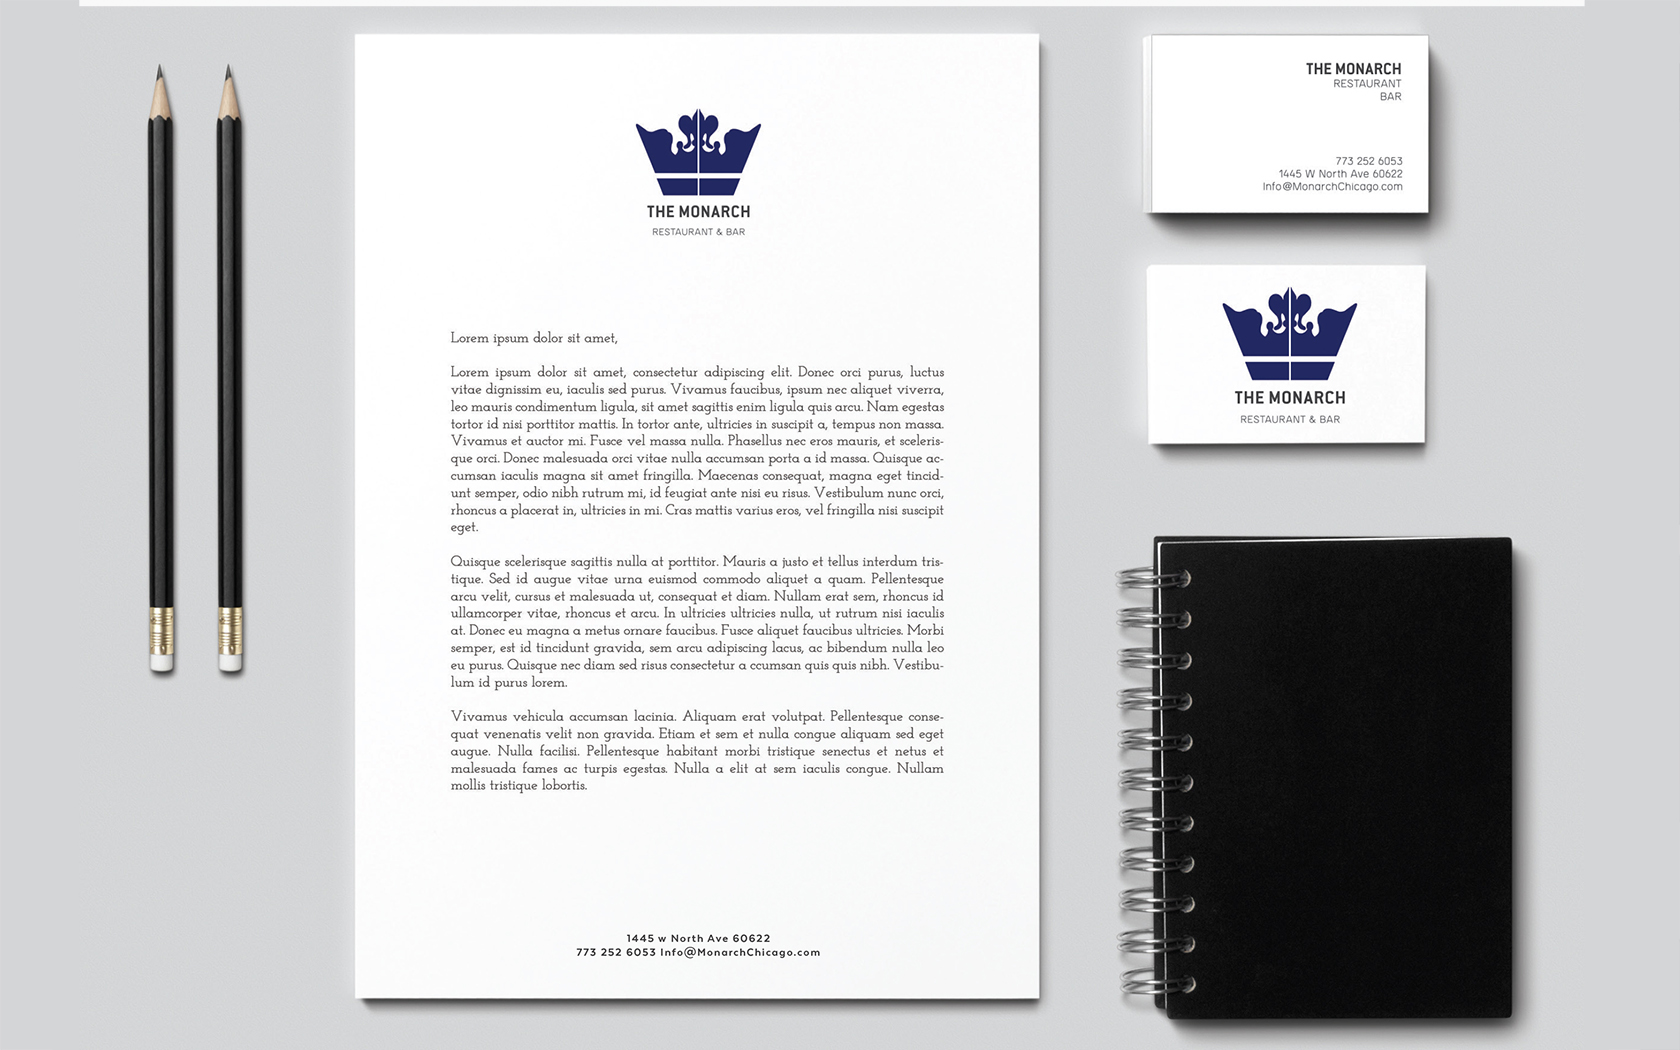 THE MONARCH
RESTAURANT & BAR
Lorem ipsum dolor sit amet,
Lorem ipsum dolor sit amet, consectetur adipiscing elit. Donec orci purus, luctus
vitae dignissim eu, iaculis sed purus. Vivamus faucibus, ipsum nec aliquet viverra,
leo mauris condimentum ligula, sit amet sagittis enim ligula quis arcu. Nam egestas
tortor id nisi porttitor mattis. In tortor ante, ultricies in suscipit a, tempus non massa.
Vivamus et auctor mi. Fusce vel massa nulla. Phasellus nec eros mauris, et sceleris-
que orci. Donec malesuada orci vitae nulla accumsan porta a id massa. Quisque ac-
cumsan iaculis magna sit amet fringilla. Maecenas consequat, magna eget tincid-
unt semper, odio nibh rutrum mi, id feugiat ante nisi eu risus. Vestibulum nunc orci,
rhoncus a placerat in, ultricies in mi. Cras mattis varius eros, vel fringilla nisi suscipit
eget.
Quisque scelerisque sagittis nulla at porttitor. Mauris a justo et tellus interdum tris-
tique. Sed id augue vitae urna euismod commodo aliquet a quam. Pellentesque
arcu velit, cursus et malesuada ut, consequat et diam. Nullam erat sem, rhoncus id
ullamcorper vitae, rhoncus et arcu. In ultricies ultricies nulla, ut rutrum nisi iaculis
at. Donec eu magna a metus ornare faucibus. Fusce aliquet faucibus ultricies. Morbi
semper, est id tincidunt gravida, sem arcu adipiscing lacus, ac bibendum nulla leo
eu purus. Quisque nec diam sed risus consectetur a ccumsan quis quis nibh. Vestibu-
lum id purus lorem.
Vivamus vehicula accumsan lacinia. Aliquam erat volutpat. Pellentesque conse-
quat venenatis velit non gravida. Etiam et sem et nulla congue aliquam sed eget
augue. Nulla facilisi. Pellentesque habitant morbi tristique senectus et netus et
malesuada fames ac turpis egestas. Nulla a elit at sem iaculis congue. Nullam
mollis tristique lobortis.
1445 w North Ave 60622
773 252 6053 Info@MonarchChicago.com
THE MONARCH
RESTAURANT
BAR
773 252 6053
1445 W North Ave 60622
Info@MonarchChicago.com
THE MONARCH
RESTAURANT & BAR